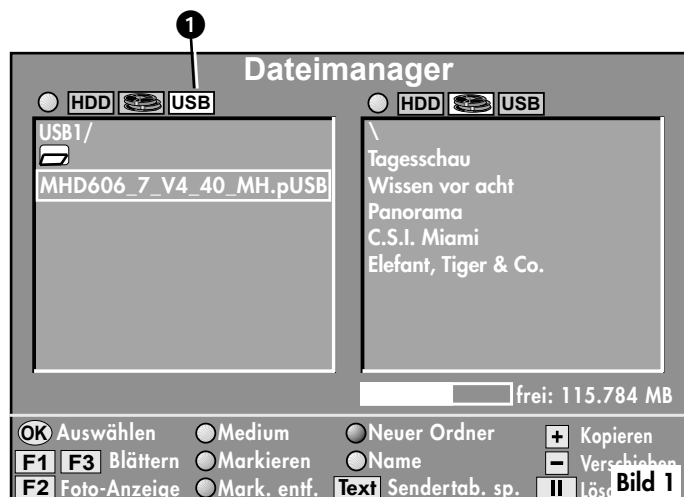 1
Dateimanager
HDD USB
USB1/
MHD606_7_V4_40_MH.pUSB
HDD USB
\
Tagesschau
Wissen vor acht
Panorama
C.S.I. Miami
Elefant, Tiger & Co.
frei: 115.784 MB
OK Auswählen Medium Neuer Ordner + Kopieren
F1 F3 Blättern Markieren Name – Verschieben
F2 Foto-Anzeige Mark. entf. Text Sendertab. sp. II
Bild 1